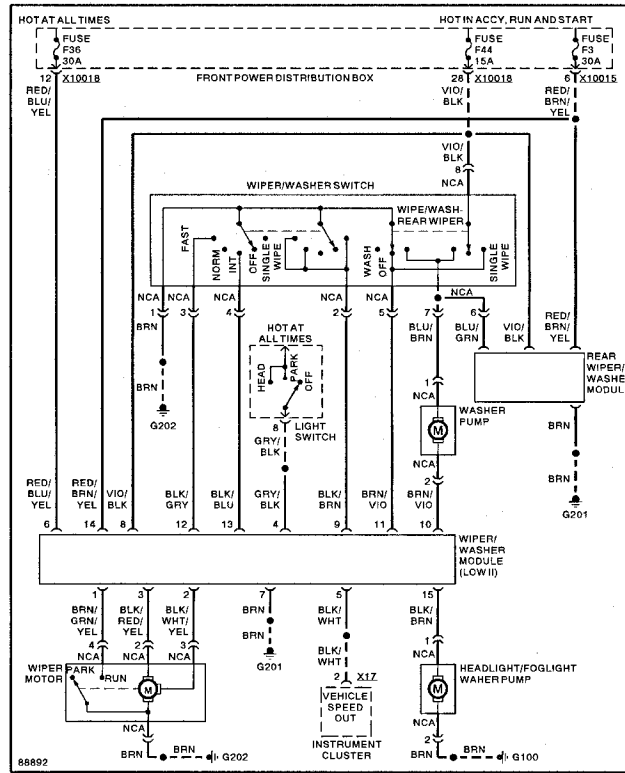 HOT AT ALL TIMES
HOT IN ACCY, RUN AND START
FUSE
F36
30A
FUSE
F44
15A
FUSE
F3
30A
12 X10018
FRONT POWER DISTRIBUTION BOX
28 X10018
6 X10015
RED/
BLU/
YEL
VIO/
BLK
RED/
BRN/
YEL
VIO/
BLK
8
NCA
WIPER/WASHER SWITCH
WIPE/WASH-
REAR WIPER
FAST
NORM
INT
OFF
SINGLE
WIPE
WASH
OFF
SINGLE
WIPE
NCA
NCA
NCA
NCA
NCA
NCA
1
3
4
2
5
7
6
BRN
BLU/
BRN
BLU/
GRN
VIO/
BLK
RED/
BRN/
YEL
HOT AT
ALL TIMES
HEAD
PARK
OFF
BRN
G202
8
LIGHT
SWITCH
GRY/
BLK
1
NCA
WASHER
PUMP
M
NCA
2
REAR
WIPER/
WASHE
MODUL
BRN
BRN
G201
RED/
BLU/
YEL
RED/
BRN/
YEL
VIO/
BLK
BLK/
GRY
BLK/
BLU
GRY/
BLK
BLK/
BRN
BRN/
VIO
BRN/
VIO
6
14
8
12
13
4
9
11
10
WIPER/
WASHER
MODULE
(LOW II)
1
3
2
7
5
15
BRN/
GRN/
YEL
BLK/
RED/
YEL
BLK/
WHT/
YEL
BRN
BRN
G201
BLK/
WHT
BLK/
WHT
BLK/
BRN
4
2
3
NCA
NCA
NCA
1
NCA
WIPER
MOTOR
PARK
RUN
M
2 X17
VEHICLE
SPEED
OUT
INSTRUMENT
CLUSTER
HEADLIGHT/FOGLIGHT
WAHER PUMP
M
NCA
1
BRN
BRN
G202
NCA
2
BRN
BRN
G100
88892